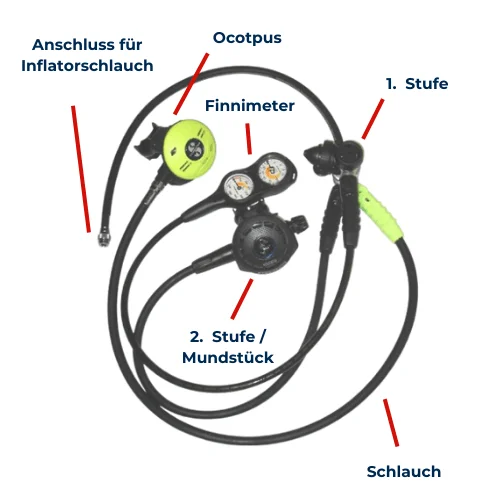 Anschluss für
Inflatorschlauch
Ocotpus
Finnimeter
1. Stufe
2. Stufe /
Mundstück
Schlauch